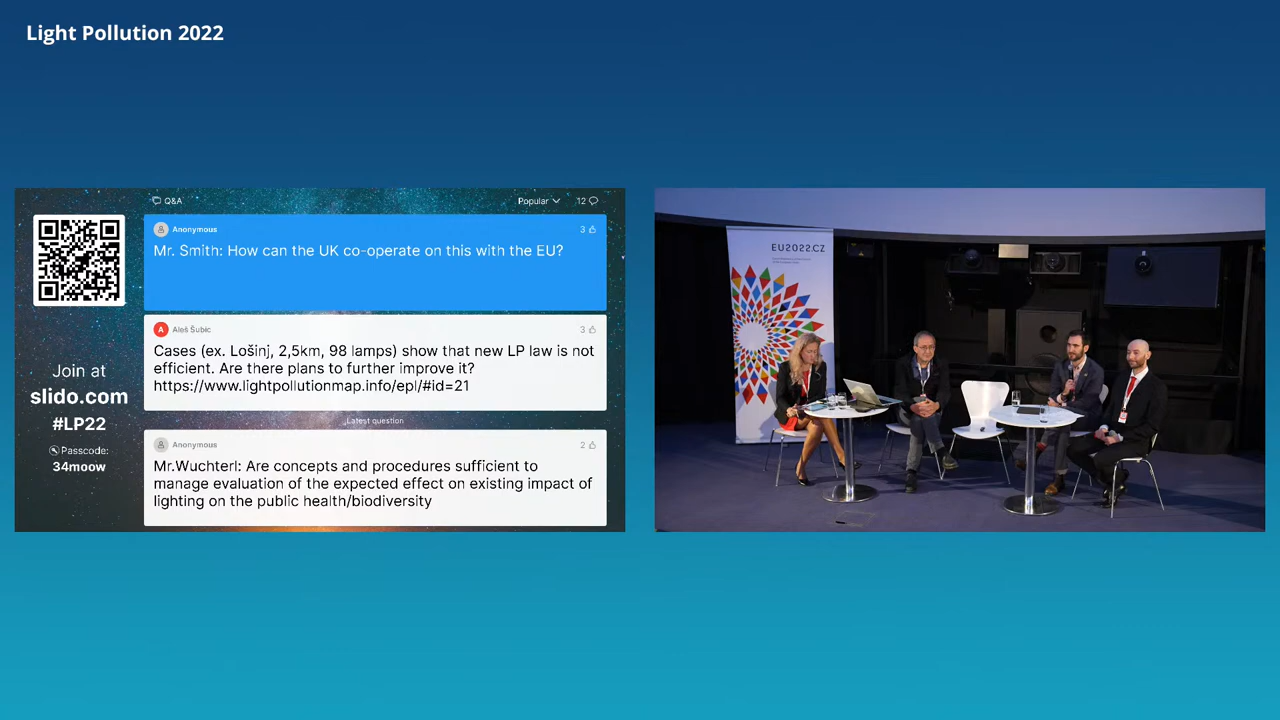 Light Pollution 2022
Q&A
Popular
12
Anonymous
3
Mr. Smith: How can the UK co-operate on this with the EU?
A
Aleš Šubic
3
Cases (ex. Lošinj, 2,5km, 98 lamps) show that new LP law is not
efficient. Are there plans to further improve it?
https://www.lightpollutionmap.info/epl/#id=21
Latest question
Anonymous
2
Mr.Wuchterl: Are concepts and procedures sufficient to
manage evaluation of the expected effect on existing impact of
lighting on the public health/biodiversity
Join at
slido.com
#LP22
Passcode:
34moow
EU2022.CZ